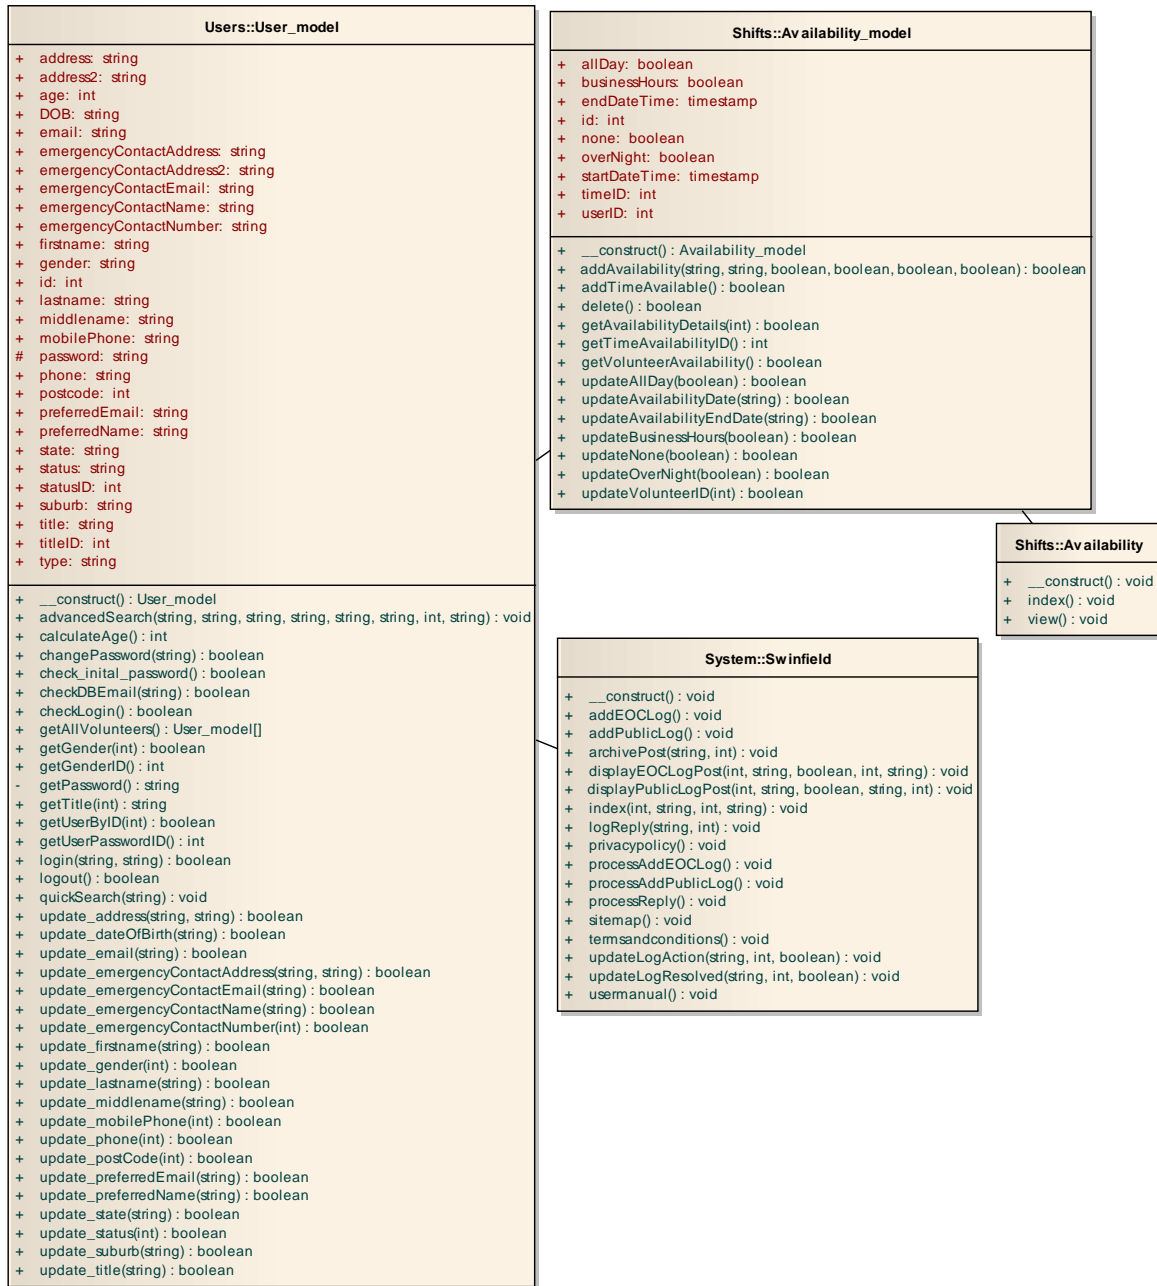 Users::User_model
+ address: string
+ address2: string
+ age: int
+ DOB: string
+ email: string
+ emergencyContactAddress: string
+ emergencyContactAddress2: string
+ emergencyContactEmail: string
+ emergencyContactName: string
+ emergencyContactNumber: string
+ firstname: string
+ gender: string
+ id: int
+ lastname: string
+ middlename: string
+ mobilePhone: string
# password: string
+ phone: string
+ postcode: int
+ preferredEmail: string
+ preferredName: string
+ state: string
+ status: string
+ statusID: int
+ suburb: string
+ title: string
+ titleID: int
+ type: string
+ __construct() : User_model
+ advancedSearch(string, string, string, string, string, string, int, string) : void
+ calculateAge() : int
+ changePassword(string) : boolean
+ check_inital_password() : boolean
+ checkDBEmail(string) : boolean
+ checkLogin() : boolean
+ getAllVolunteers() : User_model[]
+ getGender(int) : boolean
+ getGenderID() : int
- getPassword() : string
+ getTitle(int) : string
+ getUserByID(int) : boolean
+ getUserPasswordID() : int
+ login(string, string) : boolean
+ logout() : boolean
+ quickSearch(string) : void
+ update_address(string, string) : boolean
+ update_dateOfBirth(string) : boolean
+ update_email(string) : boolean
+ update_emergencyContactAddress(string, string) : boolean
+ update_emergencyContactEmail(string) : boolean
+ update_emergencyContactName(string) : boolean
+ update_emergencyContactNumber(int) : boolean
+ update_firstname(string) : boolean
+ update_gender(int) : boolean
+ update_lastname(string) : boolean
+ update_middlename(string) : boolean
+ update_mobilePhone(int) : boolean
+ update_phone(int) : boolean
+ update_postCode(int) : boolean
+ update_preferredEmail(string) : boolean
+ update_preferredName(string) : boolean
+ update_state(string) : boolean
+ update_status(int) : boolean
+ update_suburb(string) : boolean
+ update_title(string) : boolean
Shifts::Availability_model
+ allDay: boolean
+ businessHours: boolean
+ endDateTime: timestamp
+ id: int
+ none: boolean
+ overNight: boolean
+ startDateTime: timestamp
+ timeID: int
+ userID: int
+ __construct() : Availability_model
+ addAvailability(string, string, boolean, boolean, boolean, boolean) : boolean
+ addTimeAvailable() : boolean
+ delete() : boolean
+ getAvailabilityDetails(int) : boolean
+ getTimeAvailabilityID() : int
+ getVolunteerAvailability() : boolean
+ updateAllDay(boolean) : boolean
+ updateAvailabilityDate(string) : boolean
+ updateAvailabilityEndDate(string) : boolean
+ updateBusinessHours(boolean) : boolean
+ updateNone(boolean) : boolean
+ updateOverNight(boolean) : boolean
+ updateVolunteerID(int) : boolean
Shifts::Availability
+ __construct() : void
+ index() : void
+ view() : void
System::Swinfield
+ __construct() : void
+ addEOCLog() : void
+ addPublicLog() : void
+ archivePost(string, int) : void
+ displayEOCLogPost(int, string, boolean, int, string) : void
+ displayPublicLogPost(int, string, boolean, string, int) : void
+ index(int, string, int, string) : void
+ logReply(string, int) : void
+ privacypolicy() : void
+ processAddEOCLog() : void
+ processAddPublicLog() : void
+ processReply() : void
+ sitemap() : void
+ termsandconditions() : void
+ updateLogAction(string, int, boolean) : void
+ updateLogResolved(string, int, boolean) : void
+ usermanual() : void